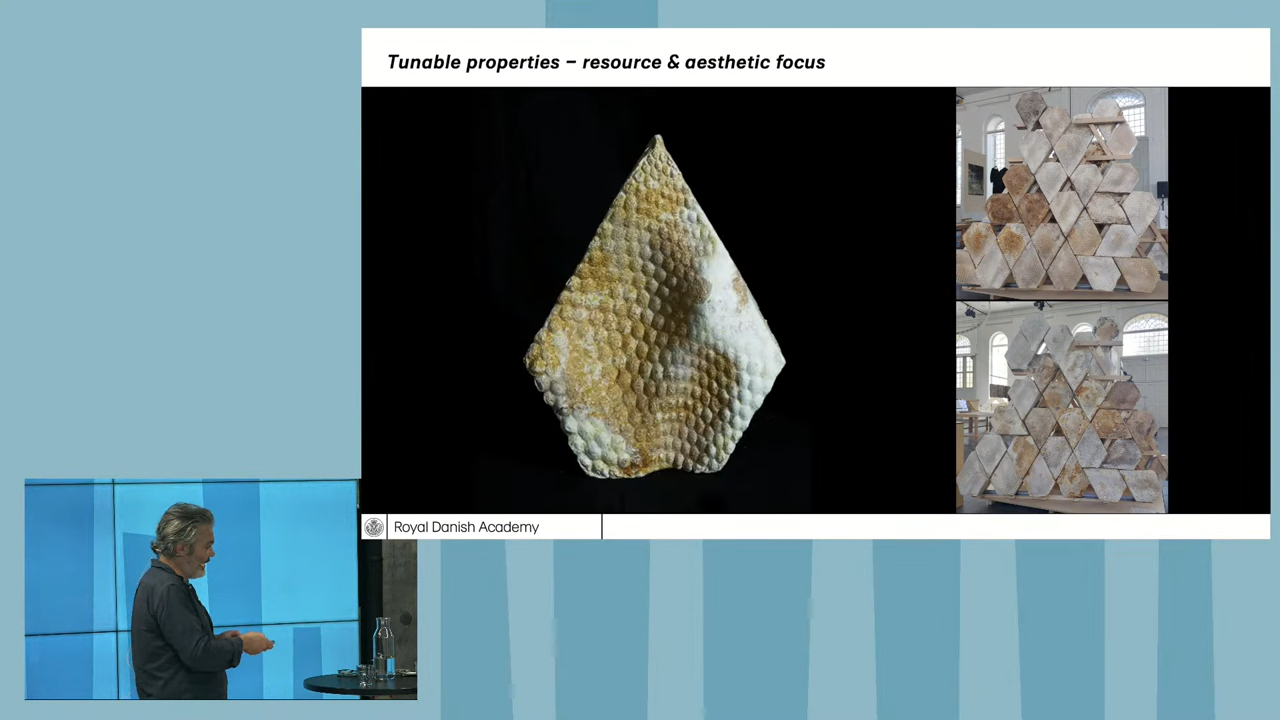 Tunable properties – resource & aesthetic focus
Royal Danish Academy